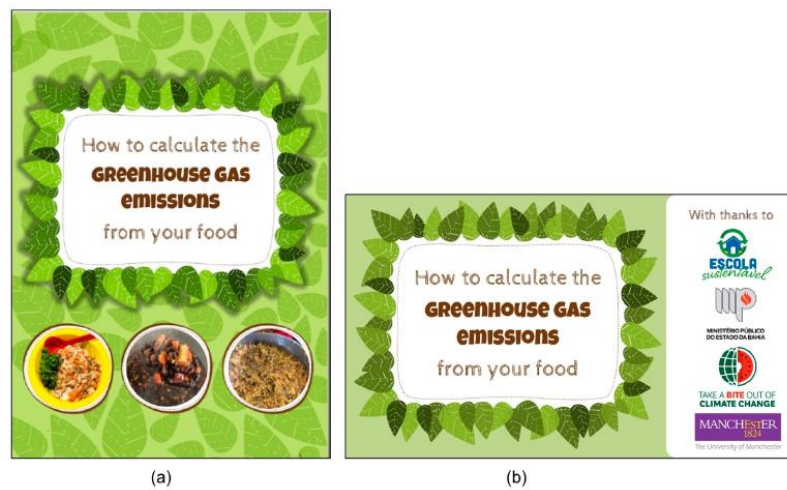 How to calculate the
GREENHOUSE GAS
EMISSIONS
from your food
(a)
How to calculate the
GREENHOUSE GAS
EMISSIONS
from your food
With thanks to
ESCOLA
sustentável
mp
MINISTÉRIO PÚBLICO
DO ESTADO DA BAHIA
TAKE A BITE OUT OF
CLIMATE CHANGE
MANCHESTER
1824
The University of Manchester
(b)